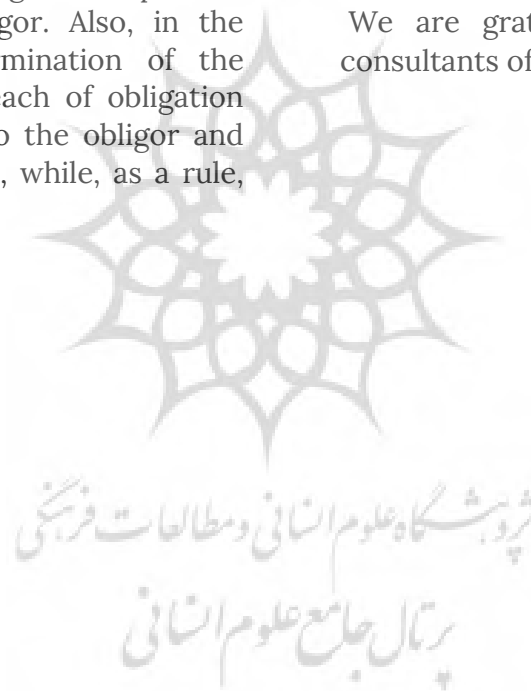 gor. Also, in the
mination of the
each of obligation
o the obligor and
, while, as a rule,
We are grat
consultants of
پژوهشگاه علوم انسانی و مطالعات فرهنگی
پرتال جامع علوم انسانی